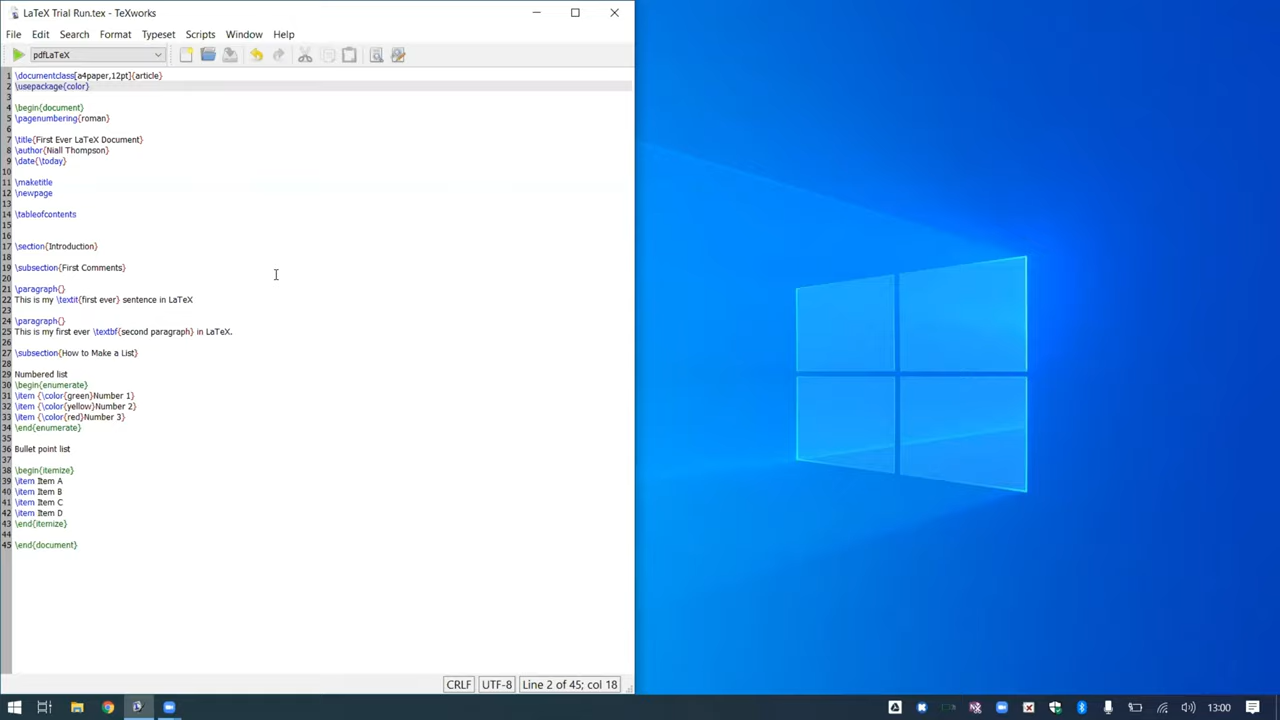 LaTeX Trial Run.tex - TeXworks
File Edit Search Format Typeset Scripts Window Help
pdfLaTeX
1 \documentclass[a4paper,12pt]{article}
2 \usepackage{color}
3
4 \begin{document}
5 \pagenumbering{roman}
6
7 \title{First Ever LaTeX Document}
8 \author{Niall Thompson}
9 \date{\today}
10
11 \maketitle
12 \newpage
13
14 \tableofcontents
15
16
17 \section{Introduction}
18
19 \subsection{First Comments}
20
21 \paragraph{}
22 This is my \textit{first ever} sentence in LaTeX
23
24 \paragraph{}
25 This is my first ever \textbf{second paragraph} in LaTeX.
26
27 \subsection{How to Make a List}
28
29 Numbered list
30 \begin{enumerate}
31 \item {\color{green}Number 1}
32 \item {\color{yellow}Number 2}
33 \item {\color{red}Number 3}
34 \end{enumerate}
35
36 Bullet point list
37
38 \begin{itemize}
39 \item Item A
40 \item Item B
41 \item Item C
42 \item Item D
43 \end{itemize}
44
45 \end{document}
CRLF UTF-8 Line 2 of 45; col 18
13:00